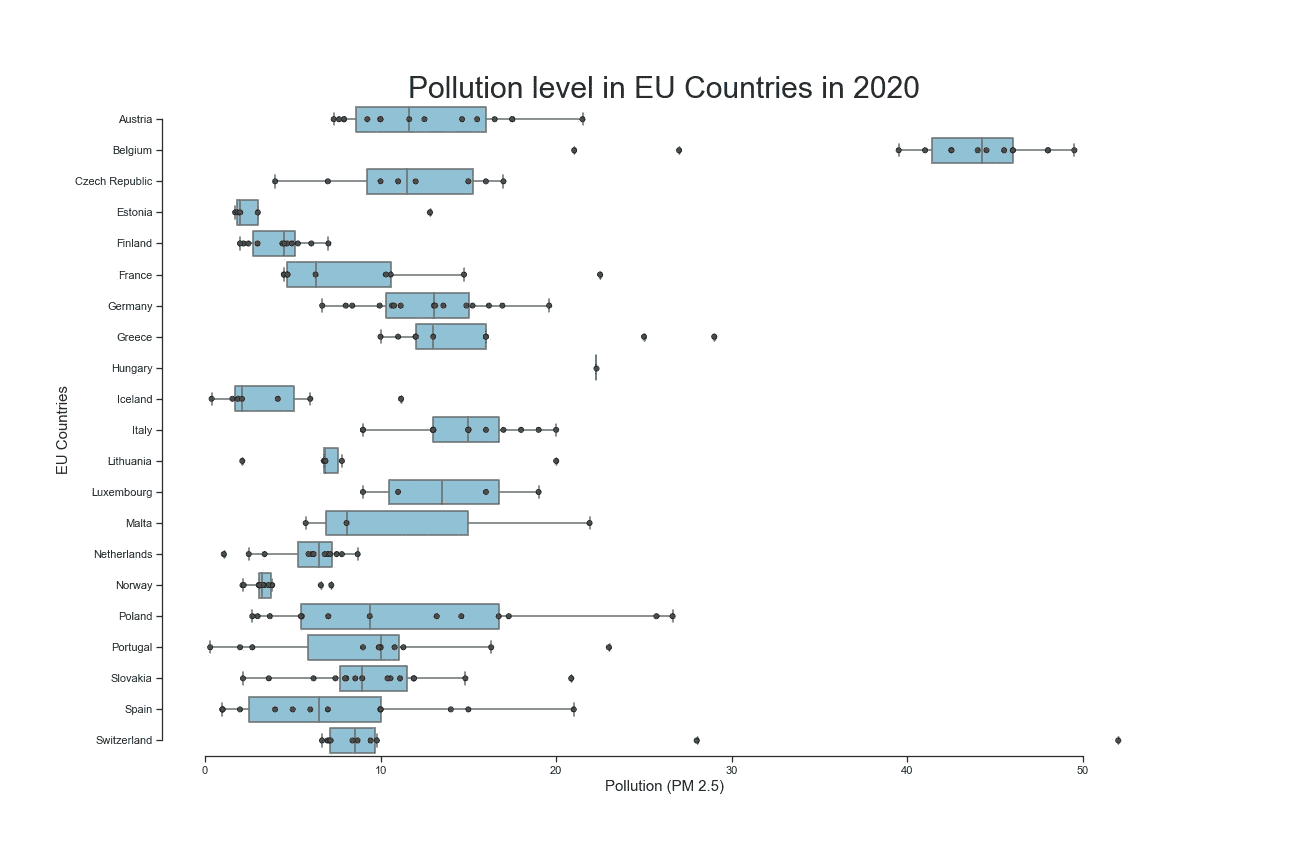 Pollution level in EU Countries in 2020
Austria
Belgium
Czech Republic
Estonia
Finland
France
Germany
Greece
Hungary
Iceland
Italy
Lithuania
Luxembourg
Malta
Netherlands
Norway
Poland
Portugal
Slovakia
Spain
Switzerland
EU Countries
0 10 20 30 40 50
Pollution (PM 2.5)